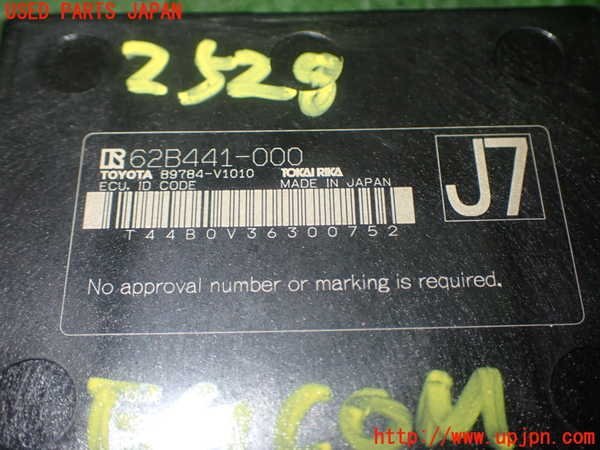 USED PARTS JAPAN
2528
62B441-000
TOYOTA 89784-V1010 TOKAI RIKA
ECU. ID CODE MADE IN JAPAN
J7
T44B0V36300752
No approval number or marking is required.
http://www.upjpn.com/